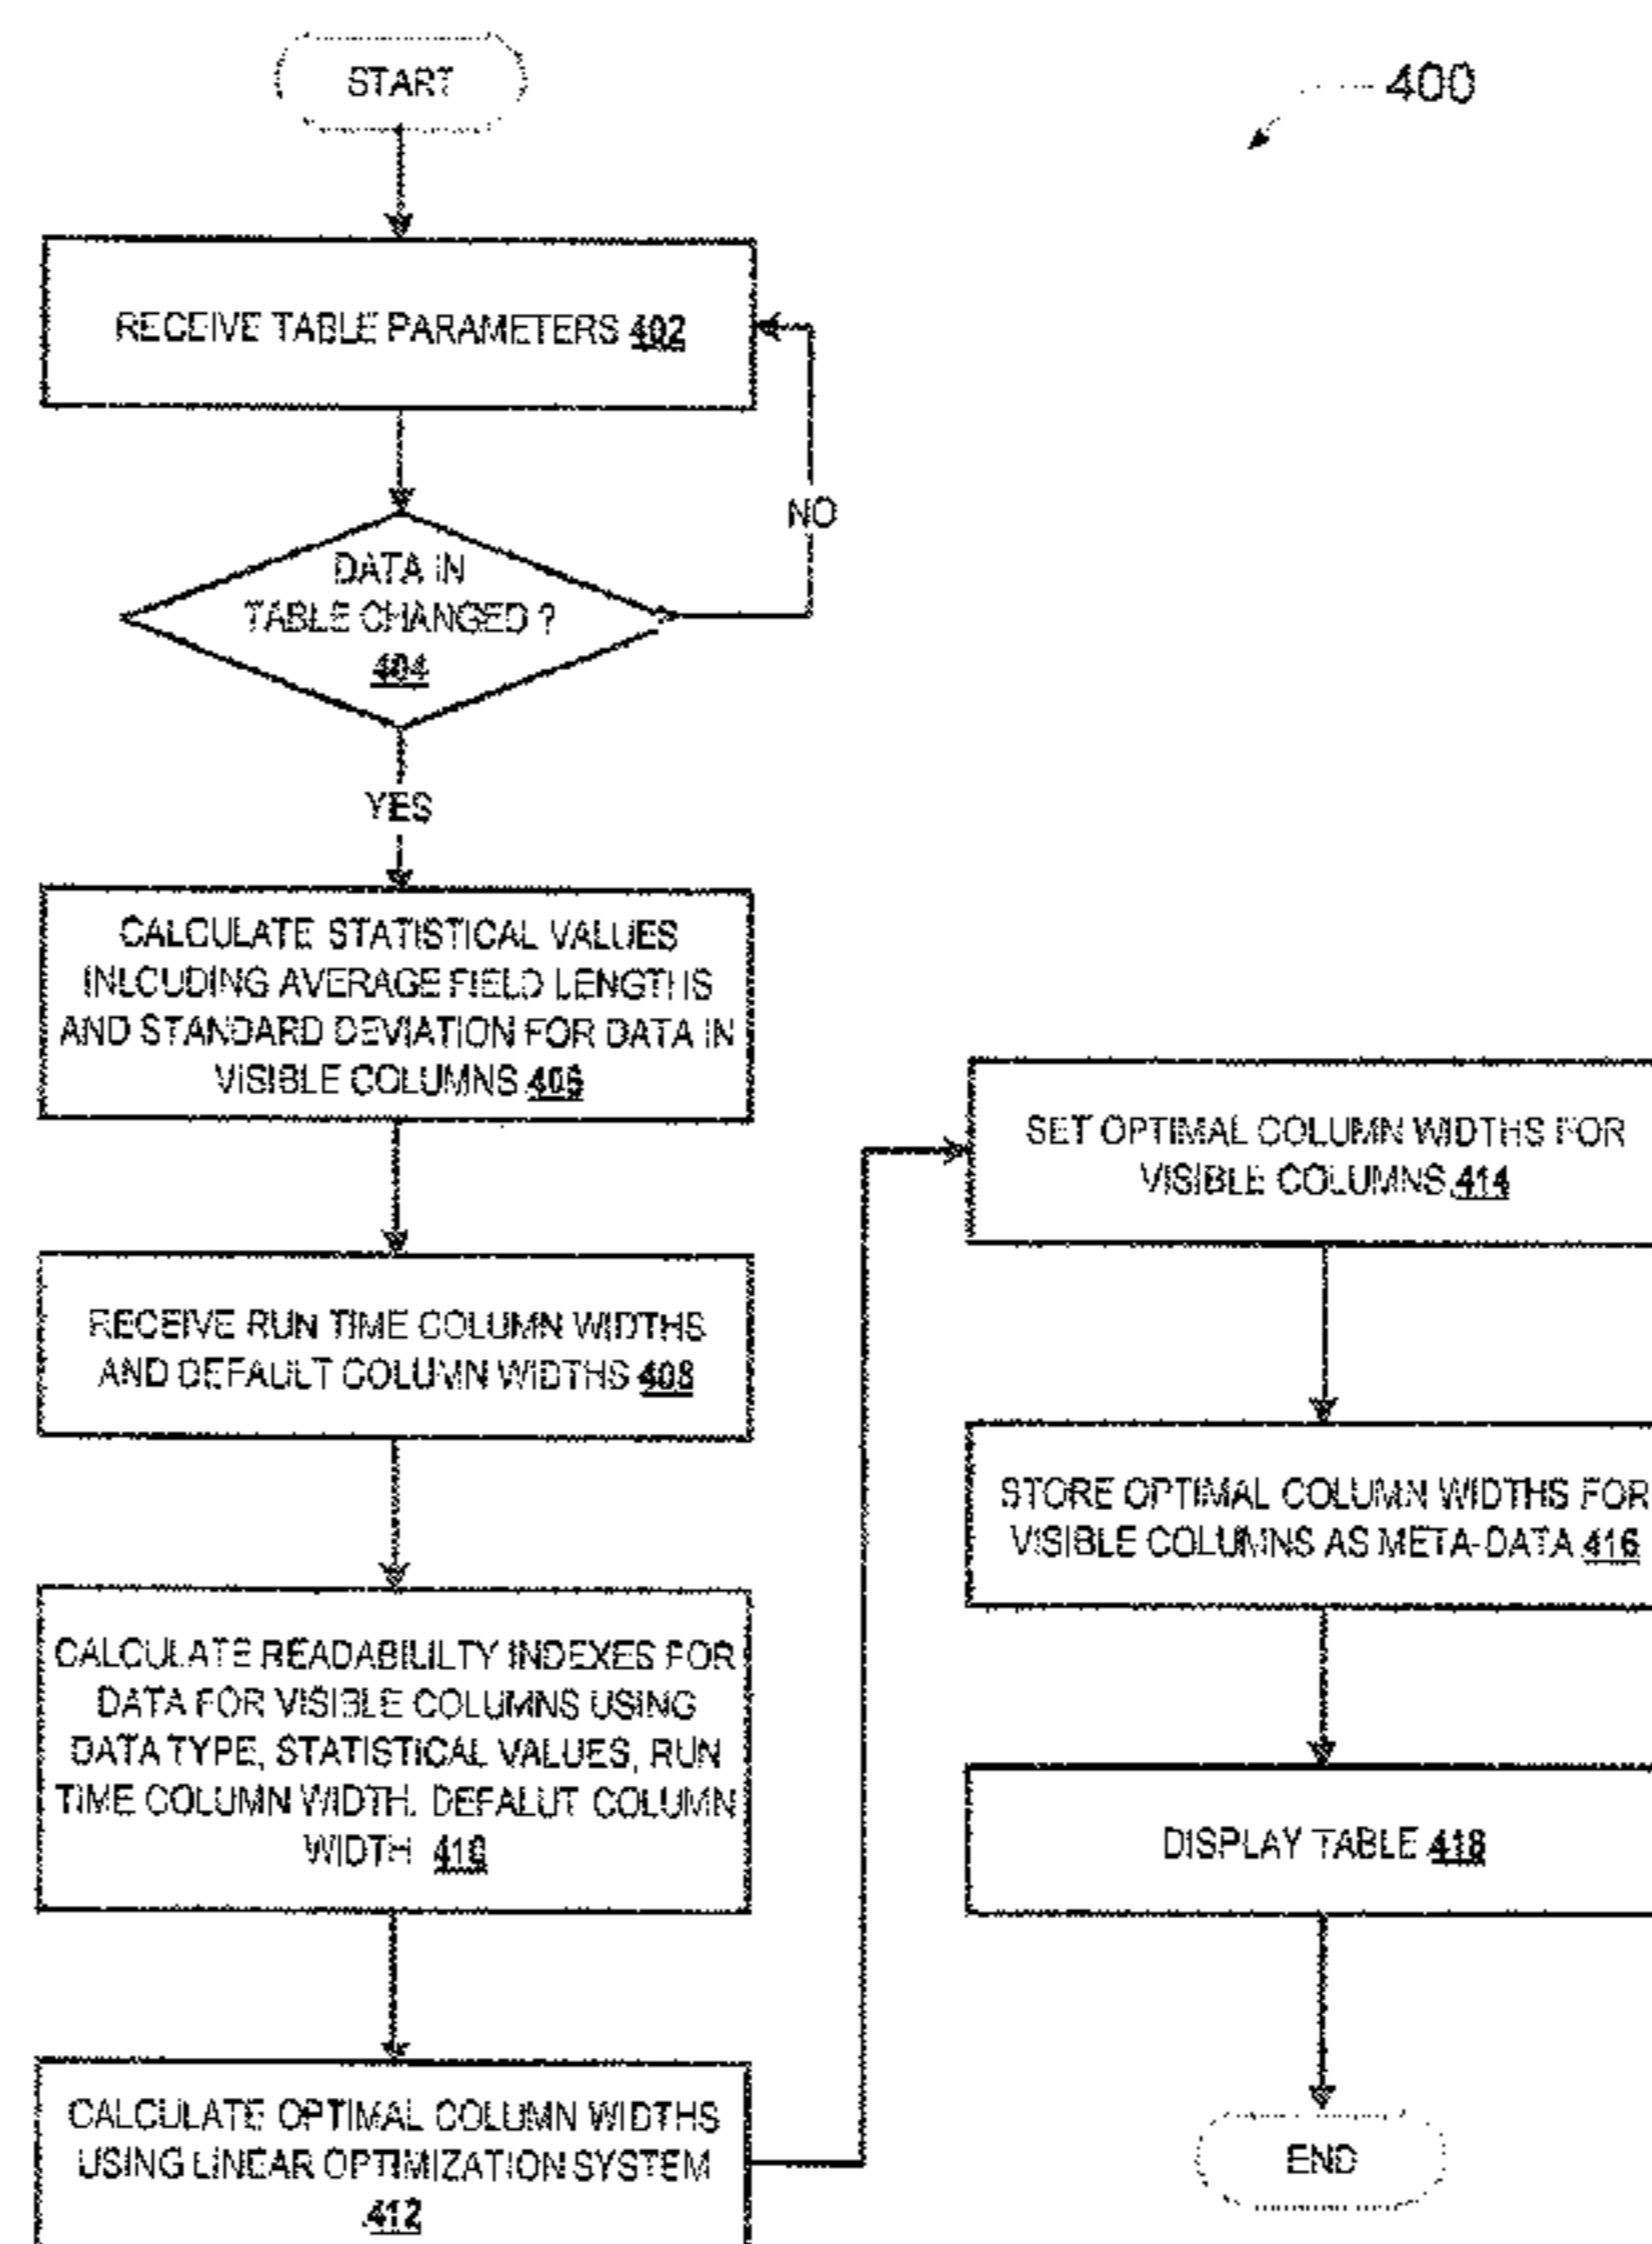 START
400
RECEIVE TABLE PARAMETERS 402
NO
DATA IN
TABLE CHANGED ?
404
YES
CALCULATE STATISTICAL VALUES
INLCUDING AVERAGE FIELD LENGTHS
AND STANDARD DEVIATION FOR DATA IN
VISIBLE COLUMNS 406
RECEIVE RUN TIME COLUMN WIDTHS
AND DEFAULT COLUMN WIDTHS 408
CALCULATE READABILILTY INDEXES FOR
DATA FOR VISIBLE COLUMNS USING
DATA TYPE, STATISTICAL VALUES, RUN
TIME COLUMN WIDTH, DEFALUT COLUMN
WIDTH 410
CALCULATE OPTIMAL COLUMN WIDTHS
USING LINEAR OPTIMIZATION SYSTEM
412
SET OPTIMAL COLUMN WIDTHS FOR
VISIBLE COLUMNS 414
STORE OPTIMAL COLUMN WIDTHS FOR
VISIBLE COLUMNS AS META-DATA 416
DISPLAY TABLE 418
END